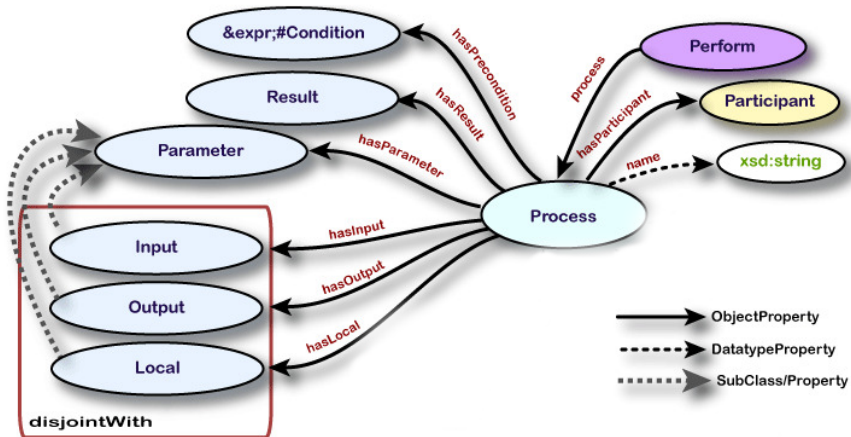 &expr;#Condition
hasPrecondition
Perform
process
Result
hasResult
hasParticipant
Participant
Parameter
hasParameter
name
xsd:string
Process
Input
hasInput
Output
hasOutput
Local
hasLocal
disjointWith
ObjectProperty
DatatypeProperty
SubClass/Property